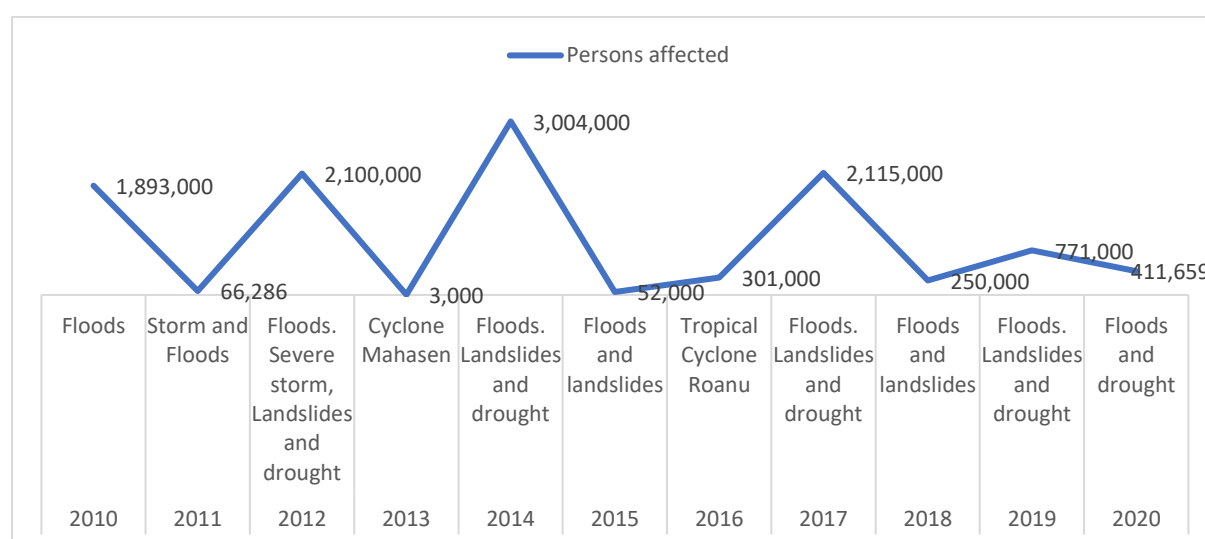 Persons affected
3,004,000
1,893,000
2,100,000
2,115,000
66,286
3,000
52,000
301,000
250,000
771,000
411,659
Floods
Storm and
Floods
Floods.
Severe
storm,
Landslides
and
drought
Cyclone
Mahasen
Floods.
Landslides
and
drought
Floods
and
landslides
Tropical
Cyclone
Roanu
Floods.
Landslides
and
drought
Floods
and
landslides
Floods.
Landslides
and
drought
Floods
and
drought
2010
2011
2012
2013
2014
2015
2016
2017
2018
2019
2020